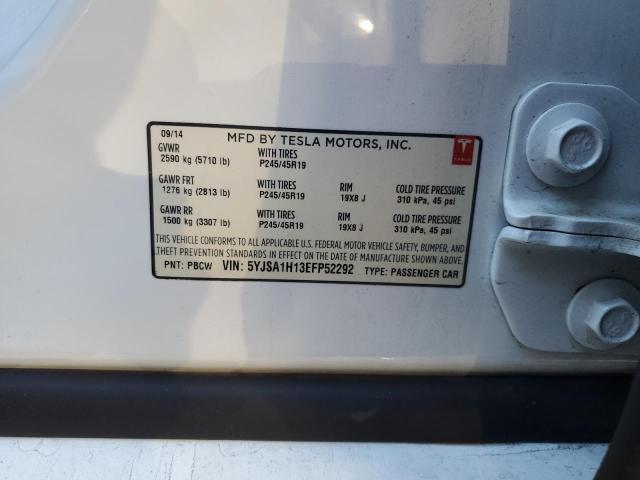 09/14 MFD BY TESLA MOTORS, INC.
GVWR WITH TIRES
2590 kg (5710 lb) P245/45R19
TESLA
GAWR FRT WITH TIRES RIM COLD TIRE PRESSURE
1276 kg (2813 lb) P245/45R19 19X8 J 310 kPa, 45 psi
GAWR RR WITH TIRES RIM COLD TIRE PRESSURE
1500 kg (3307 lb) P245/45R19 19X8 J 310 kPa, 45 psi
THIS VEHICLE CONFORMS TO ALL APPLICABLE U.S. FEDERAL MOTOR VEHICLE SAFETY, BUMPER, AND
THEFT PREVENTION STANDARDS IN EFFECT ON THE DATE OF MANUFACTURE SHOWN ABOVE.
PNT: PBCW VIN: 5YJSA1H13EFP52292 TYPE: PASSENGER CAR